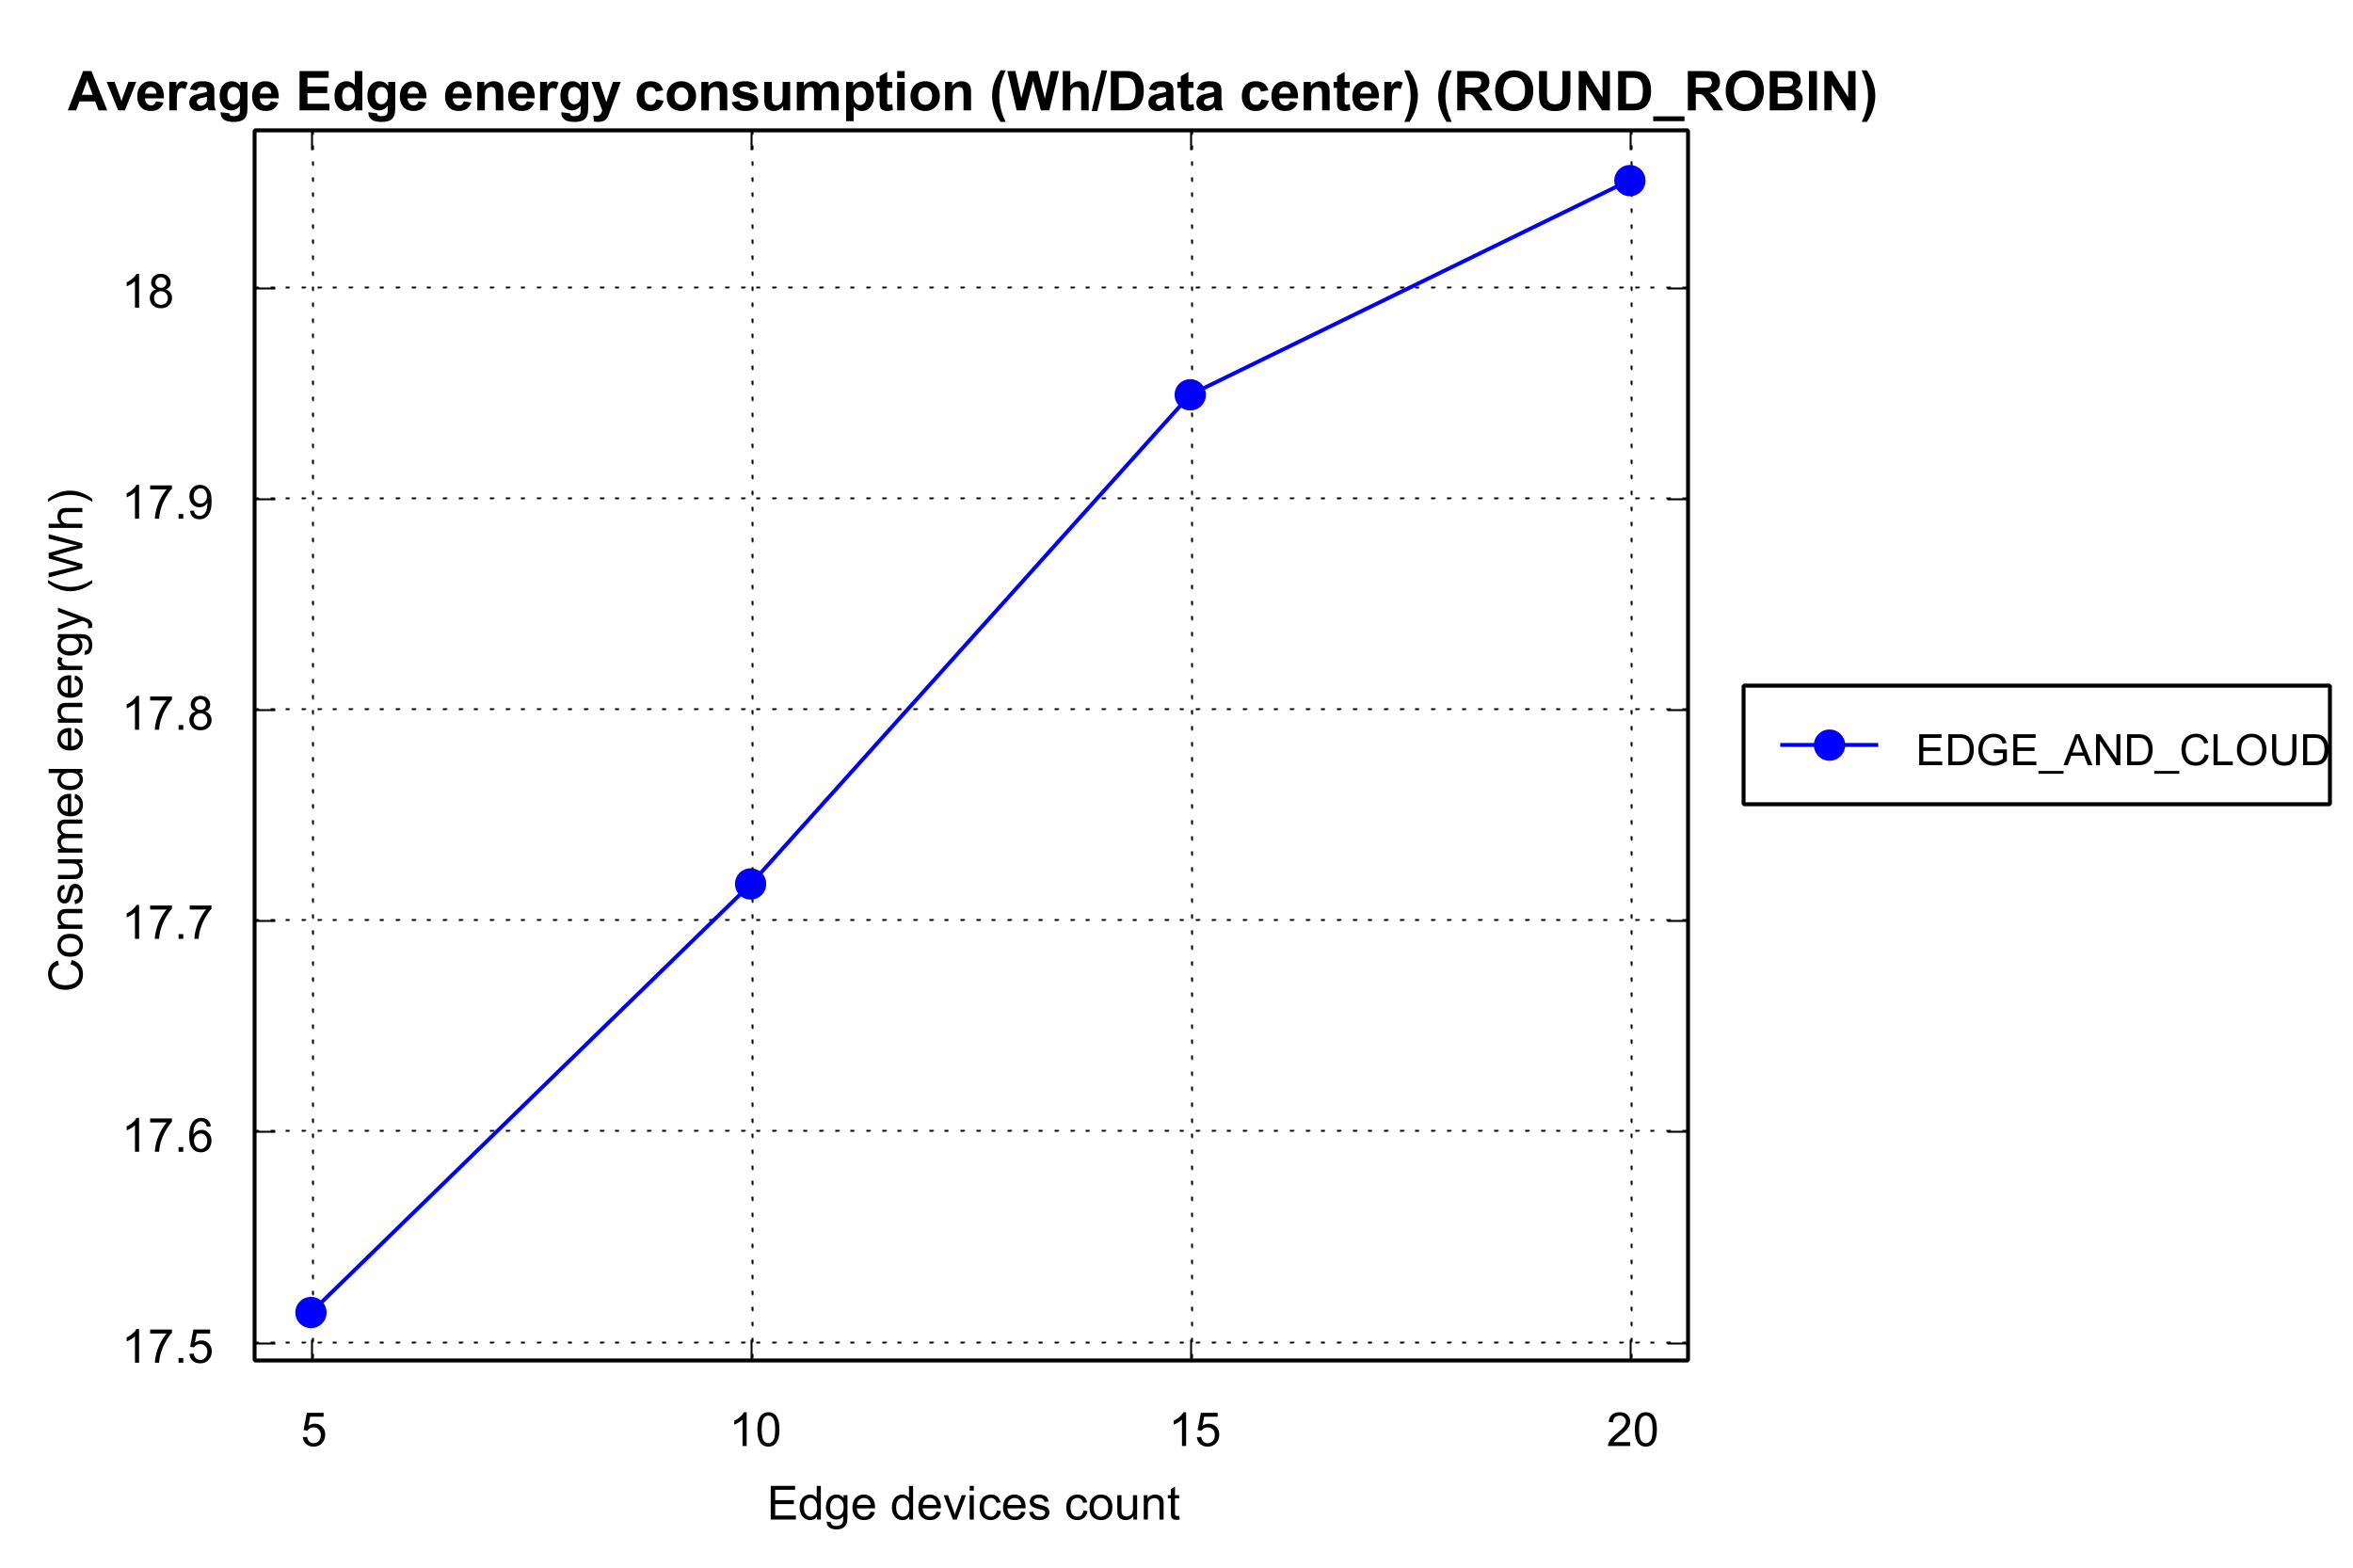 Average Edge energy consumption (Wh/Data center) (ROUND_ROBIN)
18
17.9
17.8
17.7
17.6
17.5
Consumed energy (Wh)
5 10 15 20
Edge devices count
EDGE_AND_CLOUD